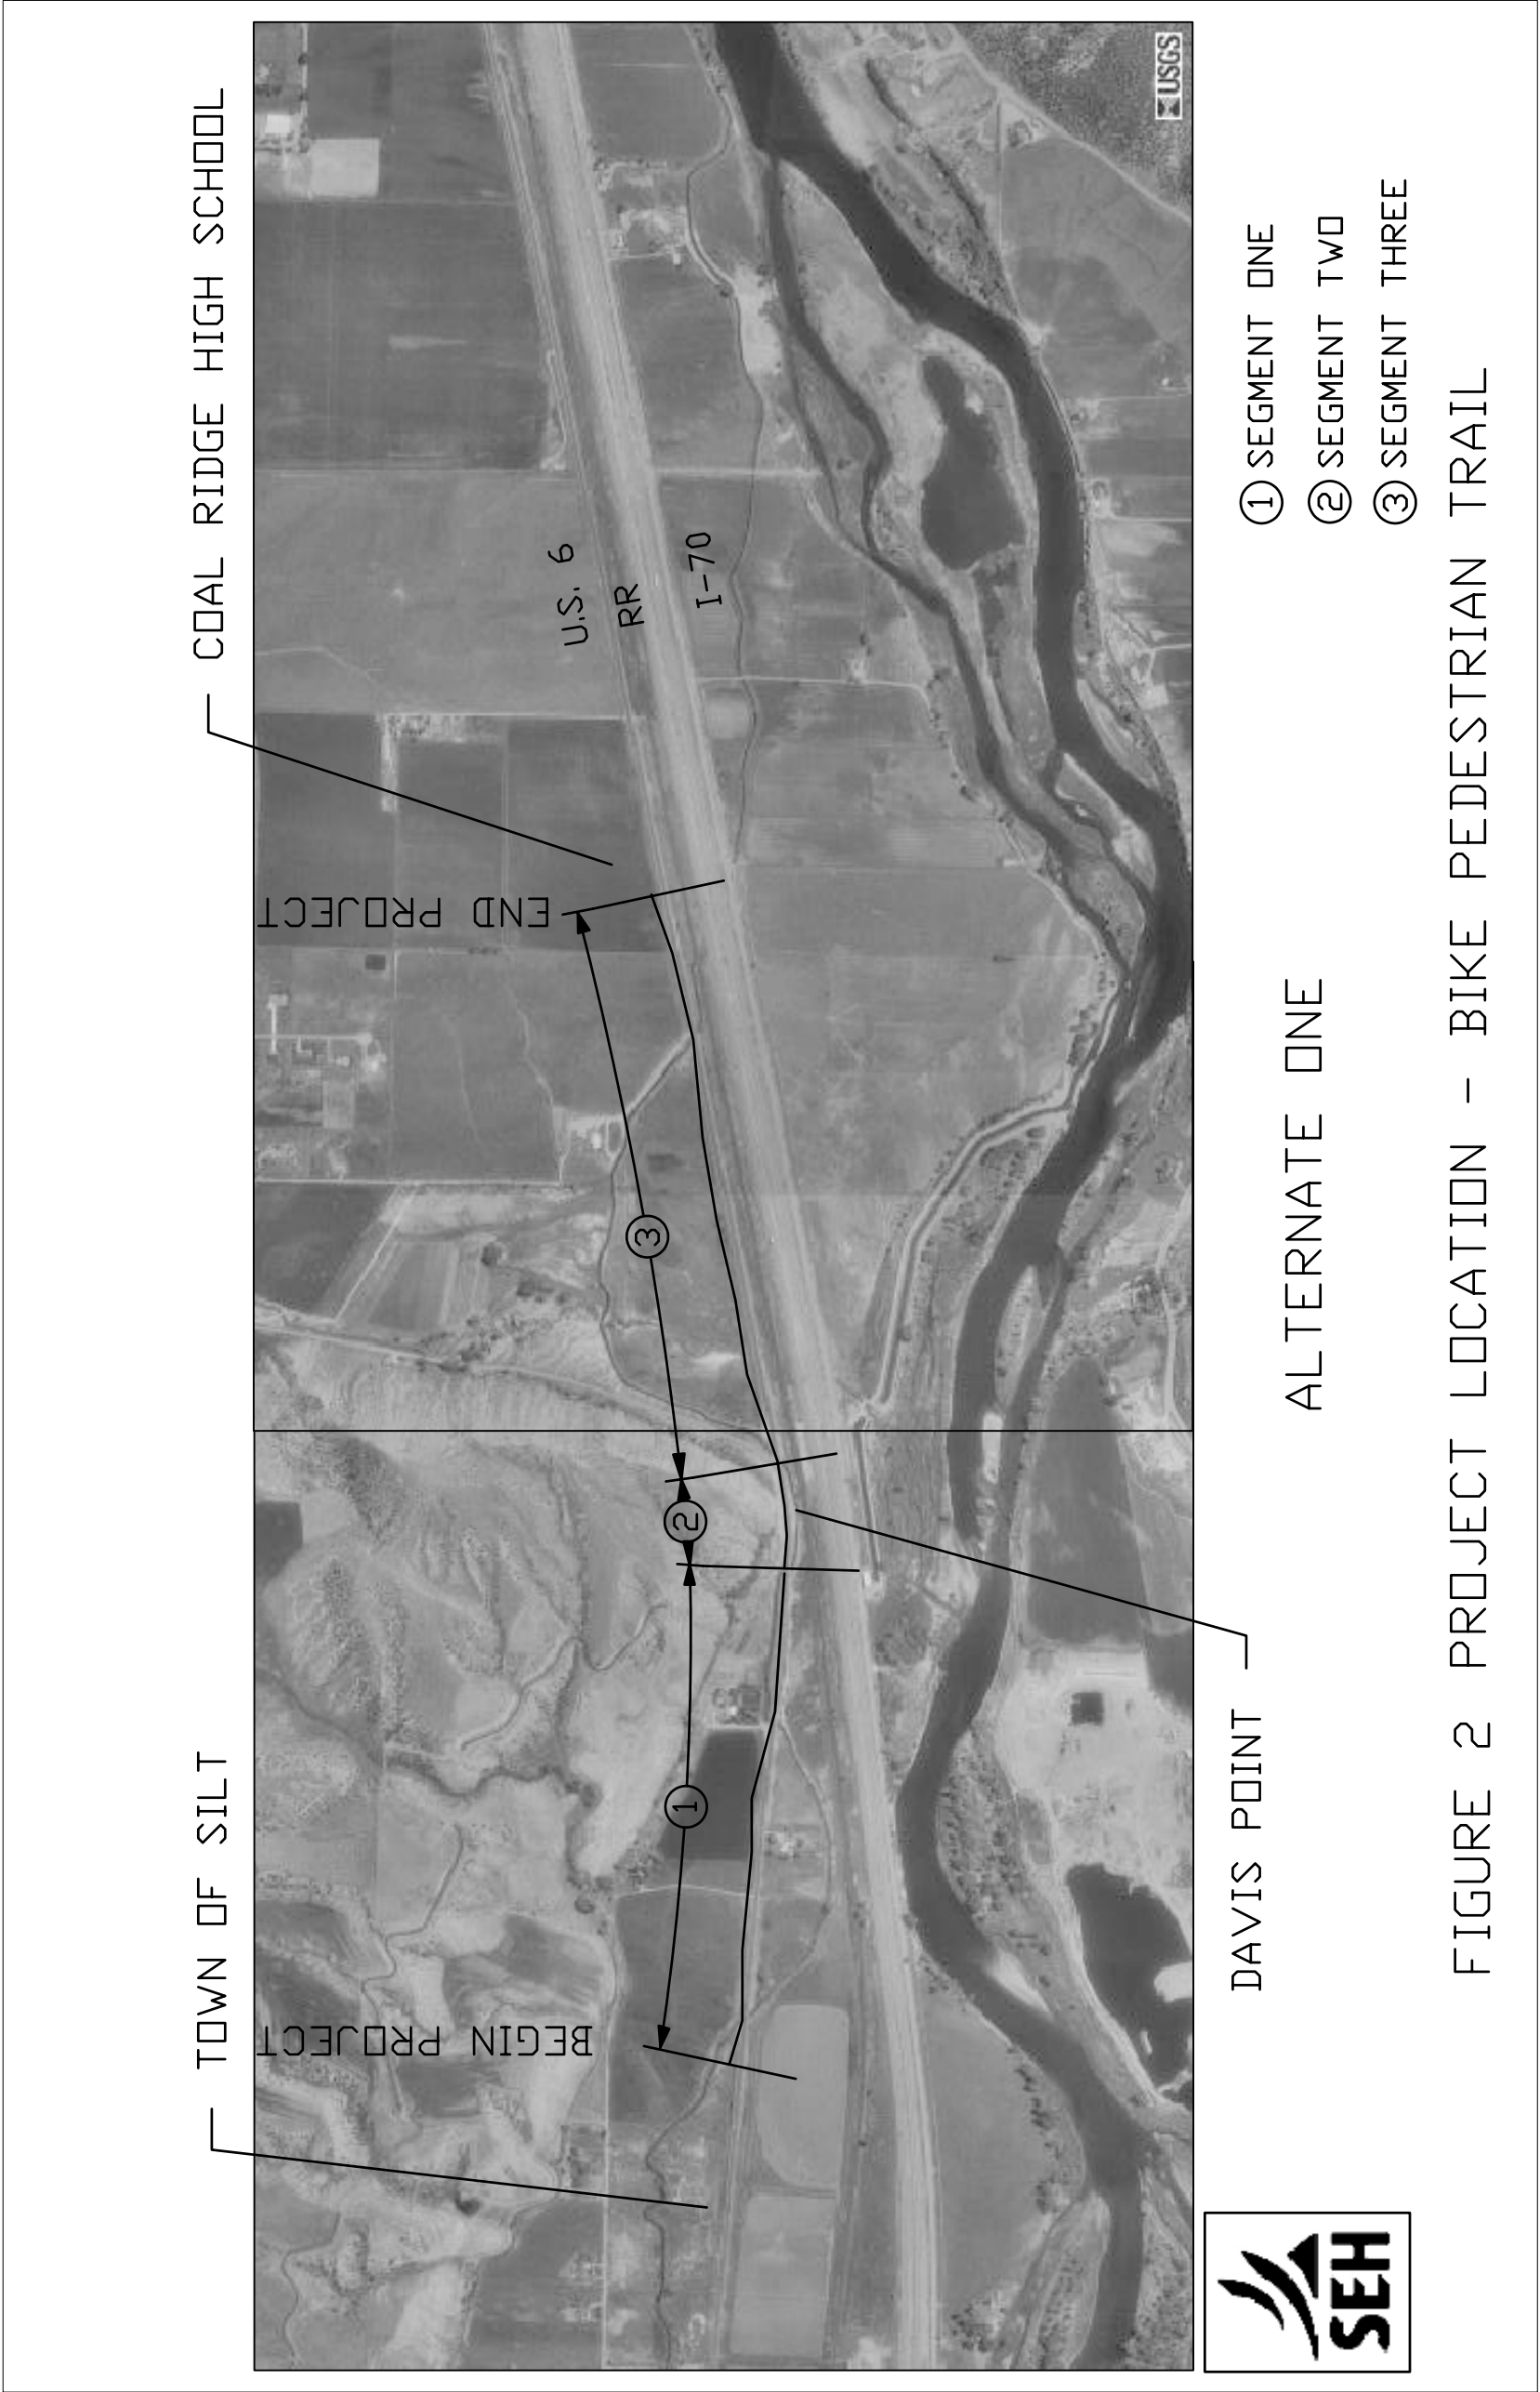 TOWN OF SILT
COAL RIDGE HIGH SCHOOL
BEGIN PROJECT
END PROJECT
U.S. 6
RR
I-70
1
2
3
USGS
DAVIS POINT
ALTERNATE ONE
1 SEGMENT ONE
2 SEGMENT TWO
3 SEGMENT THREE
SEH
FIGURE 2 PROJECT LOCATION - BIKE PEDESTRIAN TRAIL